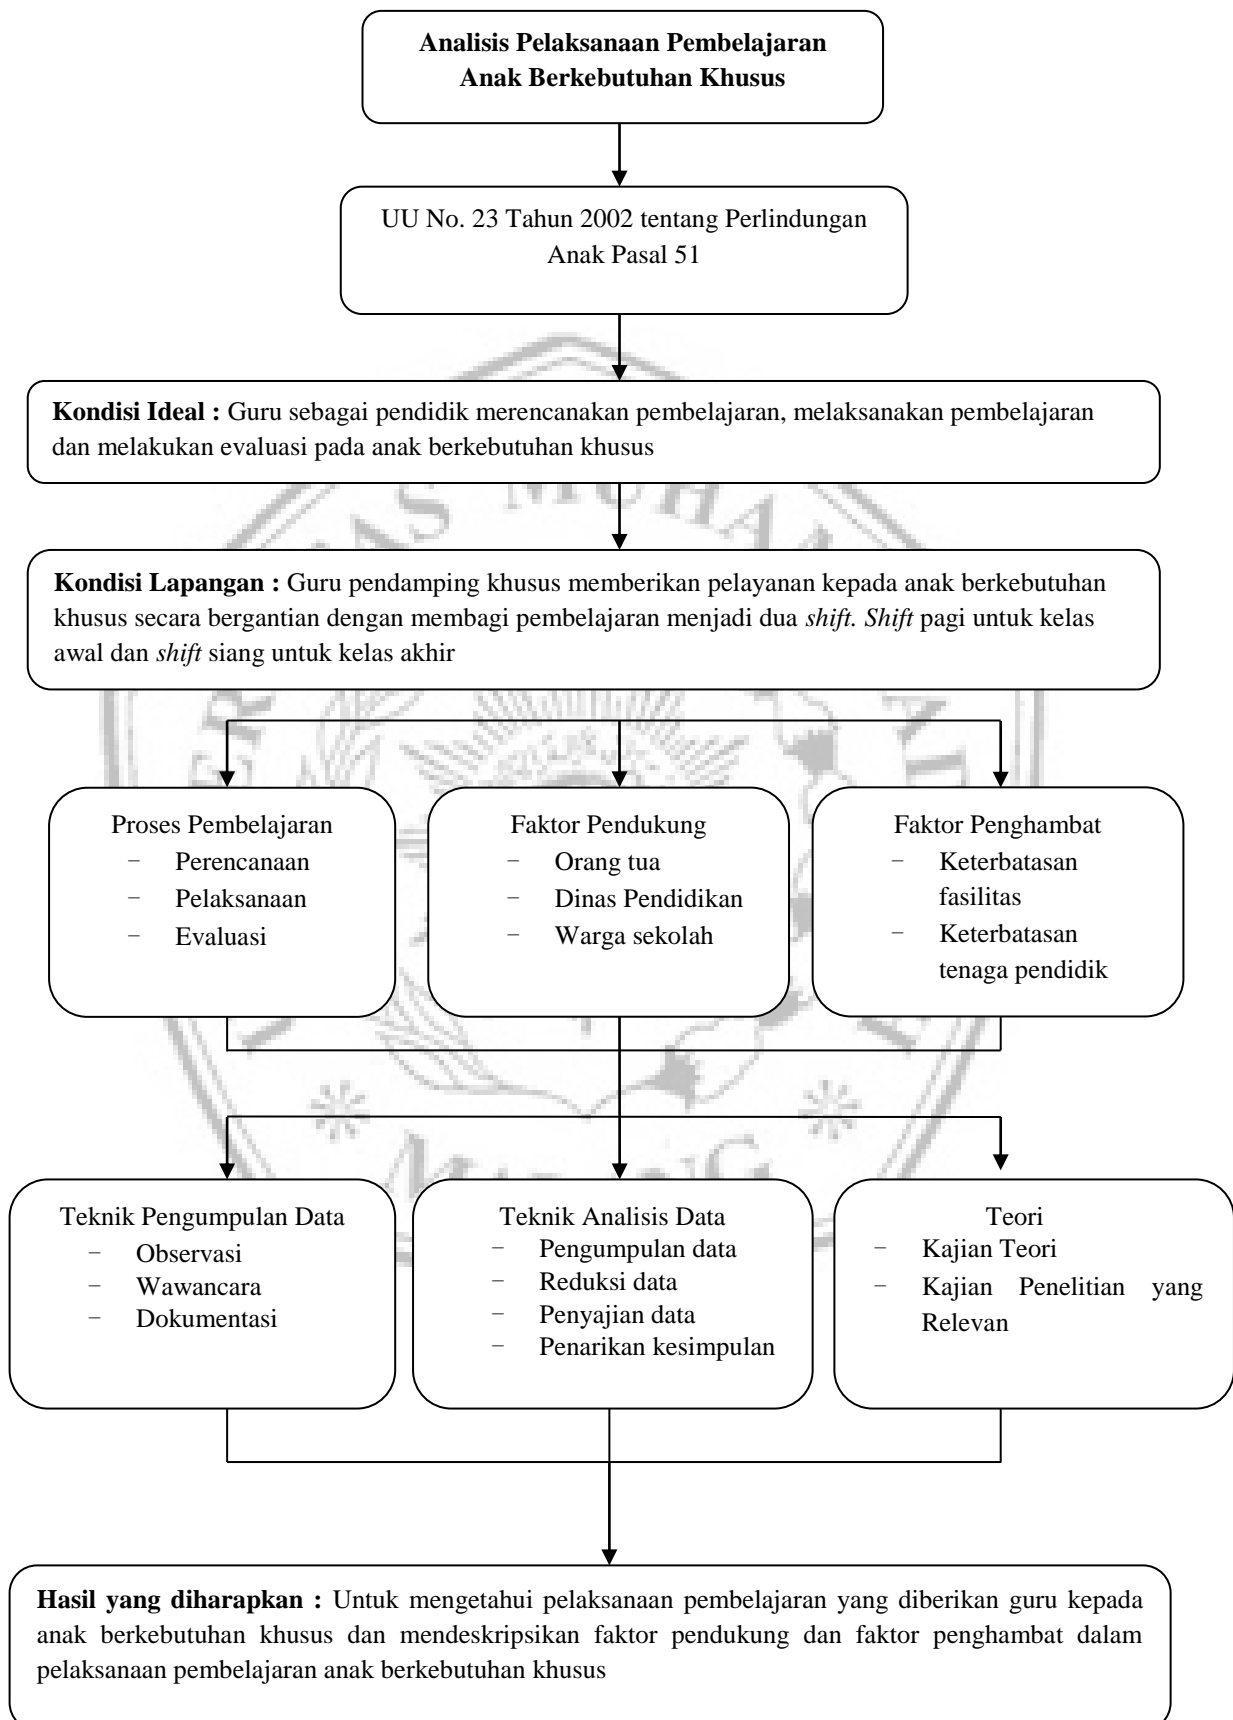 Analisis Pelaksanaan Pembelajaran
Anak Berkebutuhan Khusus
UU No. 23 Tahun 2002 tentang Perlindungan
Anak Pasal 51
Kondisi Ideal : Guru sebagai pendidik merencanakan pembelajaran, melaksanakan pembelajaran
dan melakukan evaluasi pada anak berkebutuhan khusus
Kondisi Lapangan : Guru pendamping khusus memberikan pelayanan kepada anak berkebutuhan
khusus secara bergantian dengan membagi pembelajaran menjadi dua shift. Shift pagi untuk kelas
awal dan shift siang untuk kelas akhir
Proses Pembelajaran
− Perencanaan
− Pelaksanaan
− Evaluasi
Faktor Pendukung
− Orang tua
− Dinas Pendidikan
− Warga sekolah
Faktor Penghambat
− Keterbatasan
fasilitas
− Keterbatasan
tenaga pendidik
Teknik Pengumpulan Data
− Observasi
− Wawancara
− Dokumentasi
Teknik Analisis Data
− Pengumpulan data
− Reduksi data
− Penyajian data
− Penarikan kesimpulan
Teori
− Kajian Teori
− Kajian Penelitian yang
Relevan
Hasil yang diharapkan : Untuk mengetahui pelaksanaan pembelajaran yang diberikan guru kepada
anak berkebutuhan khusus dan mendeskripsikan faktor pendukung dan faktor penghambat dalam
pelaksanaan pembelajaran anak berkebutuhan khusus